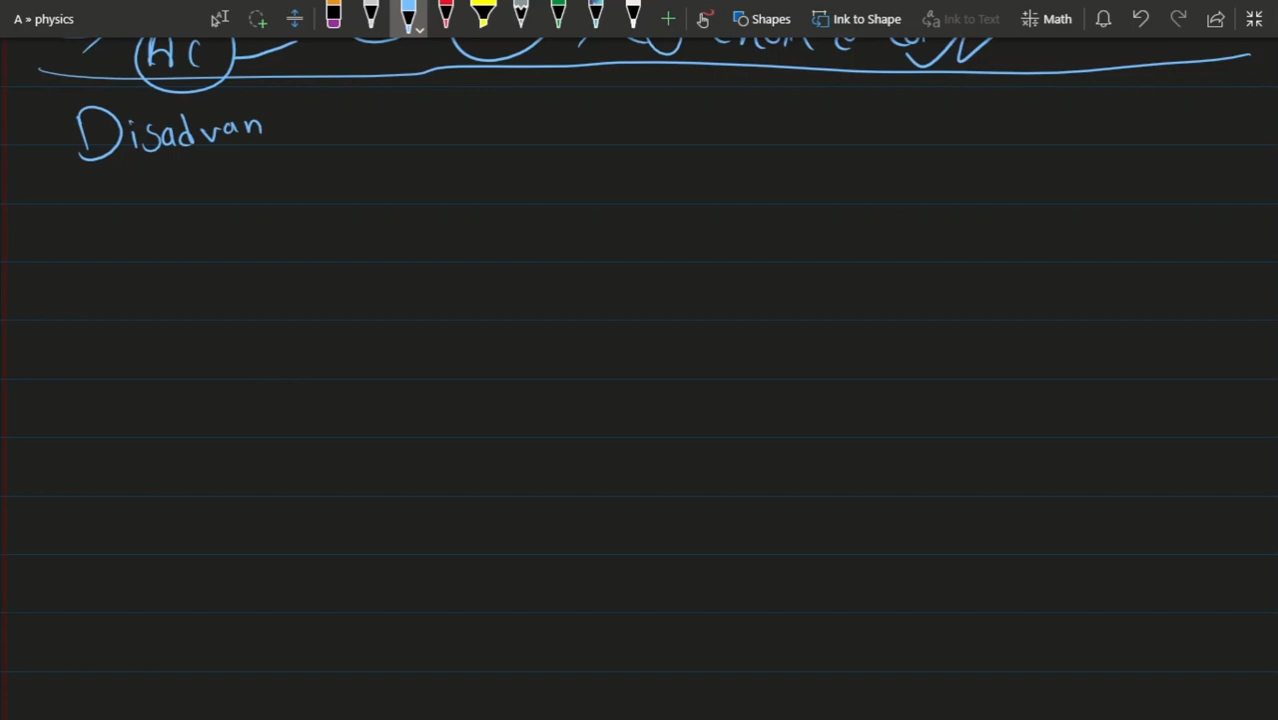 A » physics
Shapes
Ink to Shape
Ink to Text
Math
AC
Disadvan